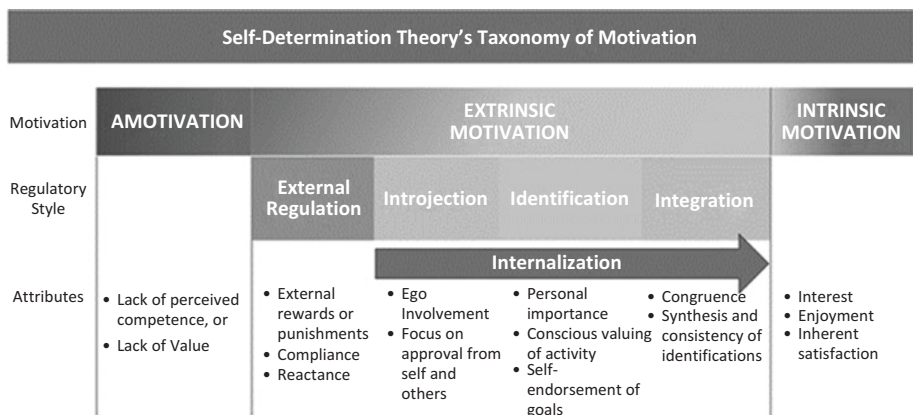 Self-Determination Theory's Taxonomy of Motivation
Motivation
AMOTIVATION
EXTRINSIC
MOTIVATION
INTRINSIC
MOTIVATION
Regulatory
Style
External
Regulation
Introjection
Identification
Integration
Internalization
Attributes
• Lack of perceived
competence, or
• Lack of Value
• External
rewards or
punishments
• Compliance
• Reactance
• Ego
Involvement
• Focus on
approval from
self and
others
• Personal
importance
• Conscious valuing
of activity
• Self-
endorsement of
goals
• Congruence
• Synthesis and
consistency of
identifications
• Interest
• Enjoyment
• Inherent
satisfaction